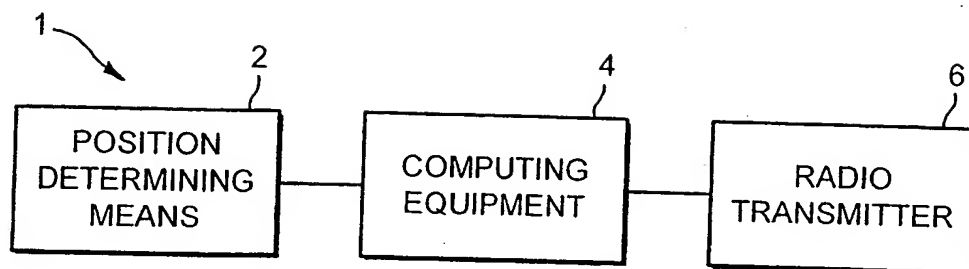 1
2
4
6
POSITION
DETERMINING
MEANS
COMPUTING
EQUIPMENT
RADIO
TRANSMITTER